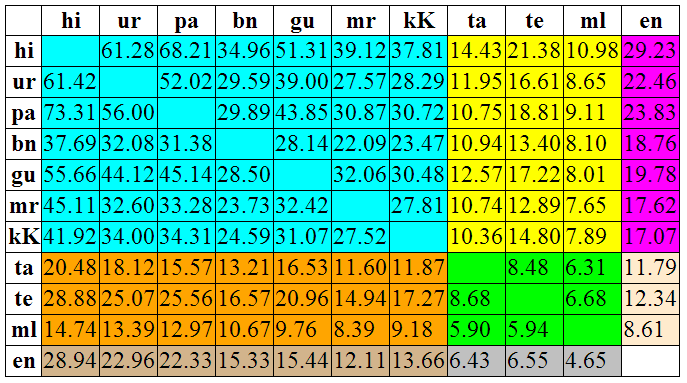 hi ur pa bn gu mr kK ta te ml en
hi 61.28 68.21 34.96 51.31 39.12 37.81 14.43 21.38 10.98 29.23
ur 61.42 52.02 29.59 39.00 27.57 28.29 11.95 16.61 8.65 22.46
pa 73.31 56.00 29.89 43.85 30.87 30.72 10.75 18.81 9.11 23.83
bn 37.69 32.08 31.38 28.14 22.09 23.47 10.94 13.40 8.10 18.76
gu 55.66 44.12 45.14 28.50 32.06 30.48 12.57 17.22 8.01 19.78
mr 45.11 32.60 33.28 23.73 32.42 27.81 10.74 12.89 7.65 17.62
kK 41.92 34.00 34.31 24.59 31.07 27.52 10.36 14.80 7.89 17.07
ta 20.48 18.12 15.57 13.21 16.53 11.60 11.87 8.48 6.31 11.79
te 28.88 25.07 25.56 16.57 20.96 14.94 17.27 8.68 6.68 12.34
ml 14.74 13.39 12.97 10.67 9.76 8.39 9.18 5.90 5.94 8.61
en 28.94 22.96 22.33 15.33 15.44 12.11 13.66 6.43 6.55 4.65